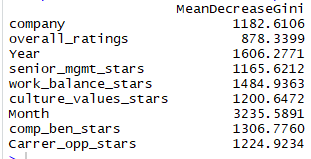 MeanDecreaseGini
company 1182.6106
overall_ratings 878.3399
Year 1606.2771
senior_mgmt_stars 1165.6212
work_balance_stars 1484.9363
culture_values_stars 1200.6472
Month 3235.5891
comp_ben_stars 1306.7760
Carrer_opp_stars 1224.9234
>